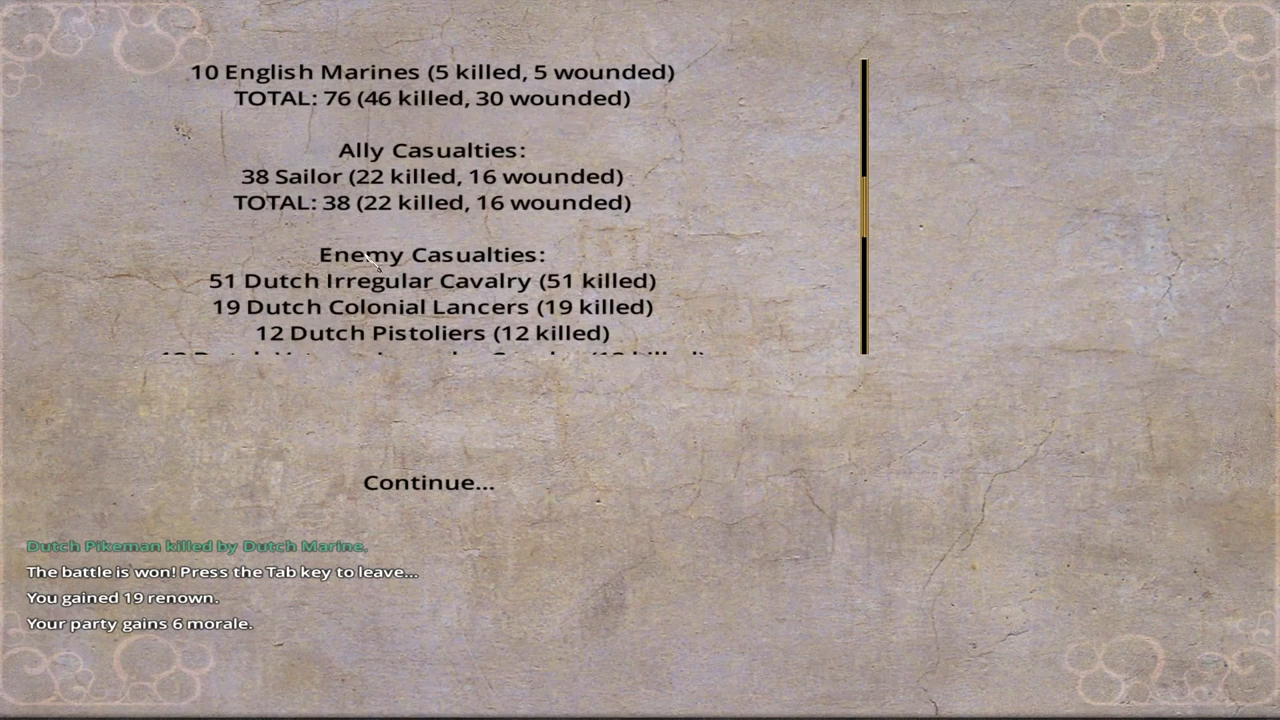 10 English Marines (5 killed, 5 wounded)
TOTAL: 76 (46 killed, 30 wounded)
Ally Casualties:
38 Sailor (22 killed, 16 wounded)
TOTAL: 38 (22 killed, 16 wounded)
Enemy Casualties:
51 Dutch Irregular Cavalry (51 killed)
19 Dutch Colonial Lancers (19 killed)
12 Dutch Pistoliers (12 killed)
Continue...
Dutch Pikeman killed by Dutch Marine.
The battle is won! Press the Tab key to leave...
You gained 19 renown.
Your party gains 6 morale.